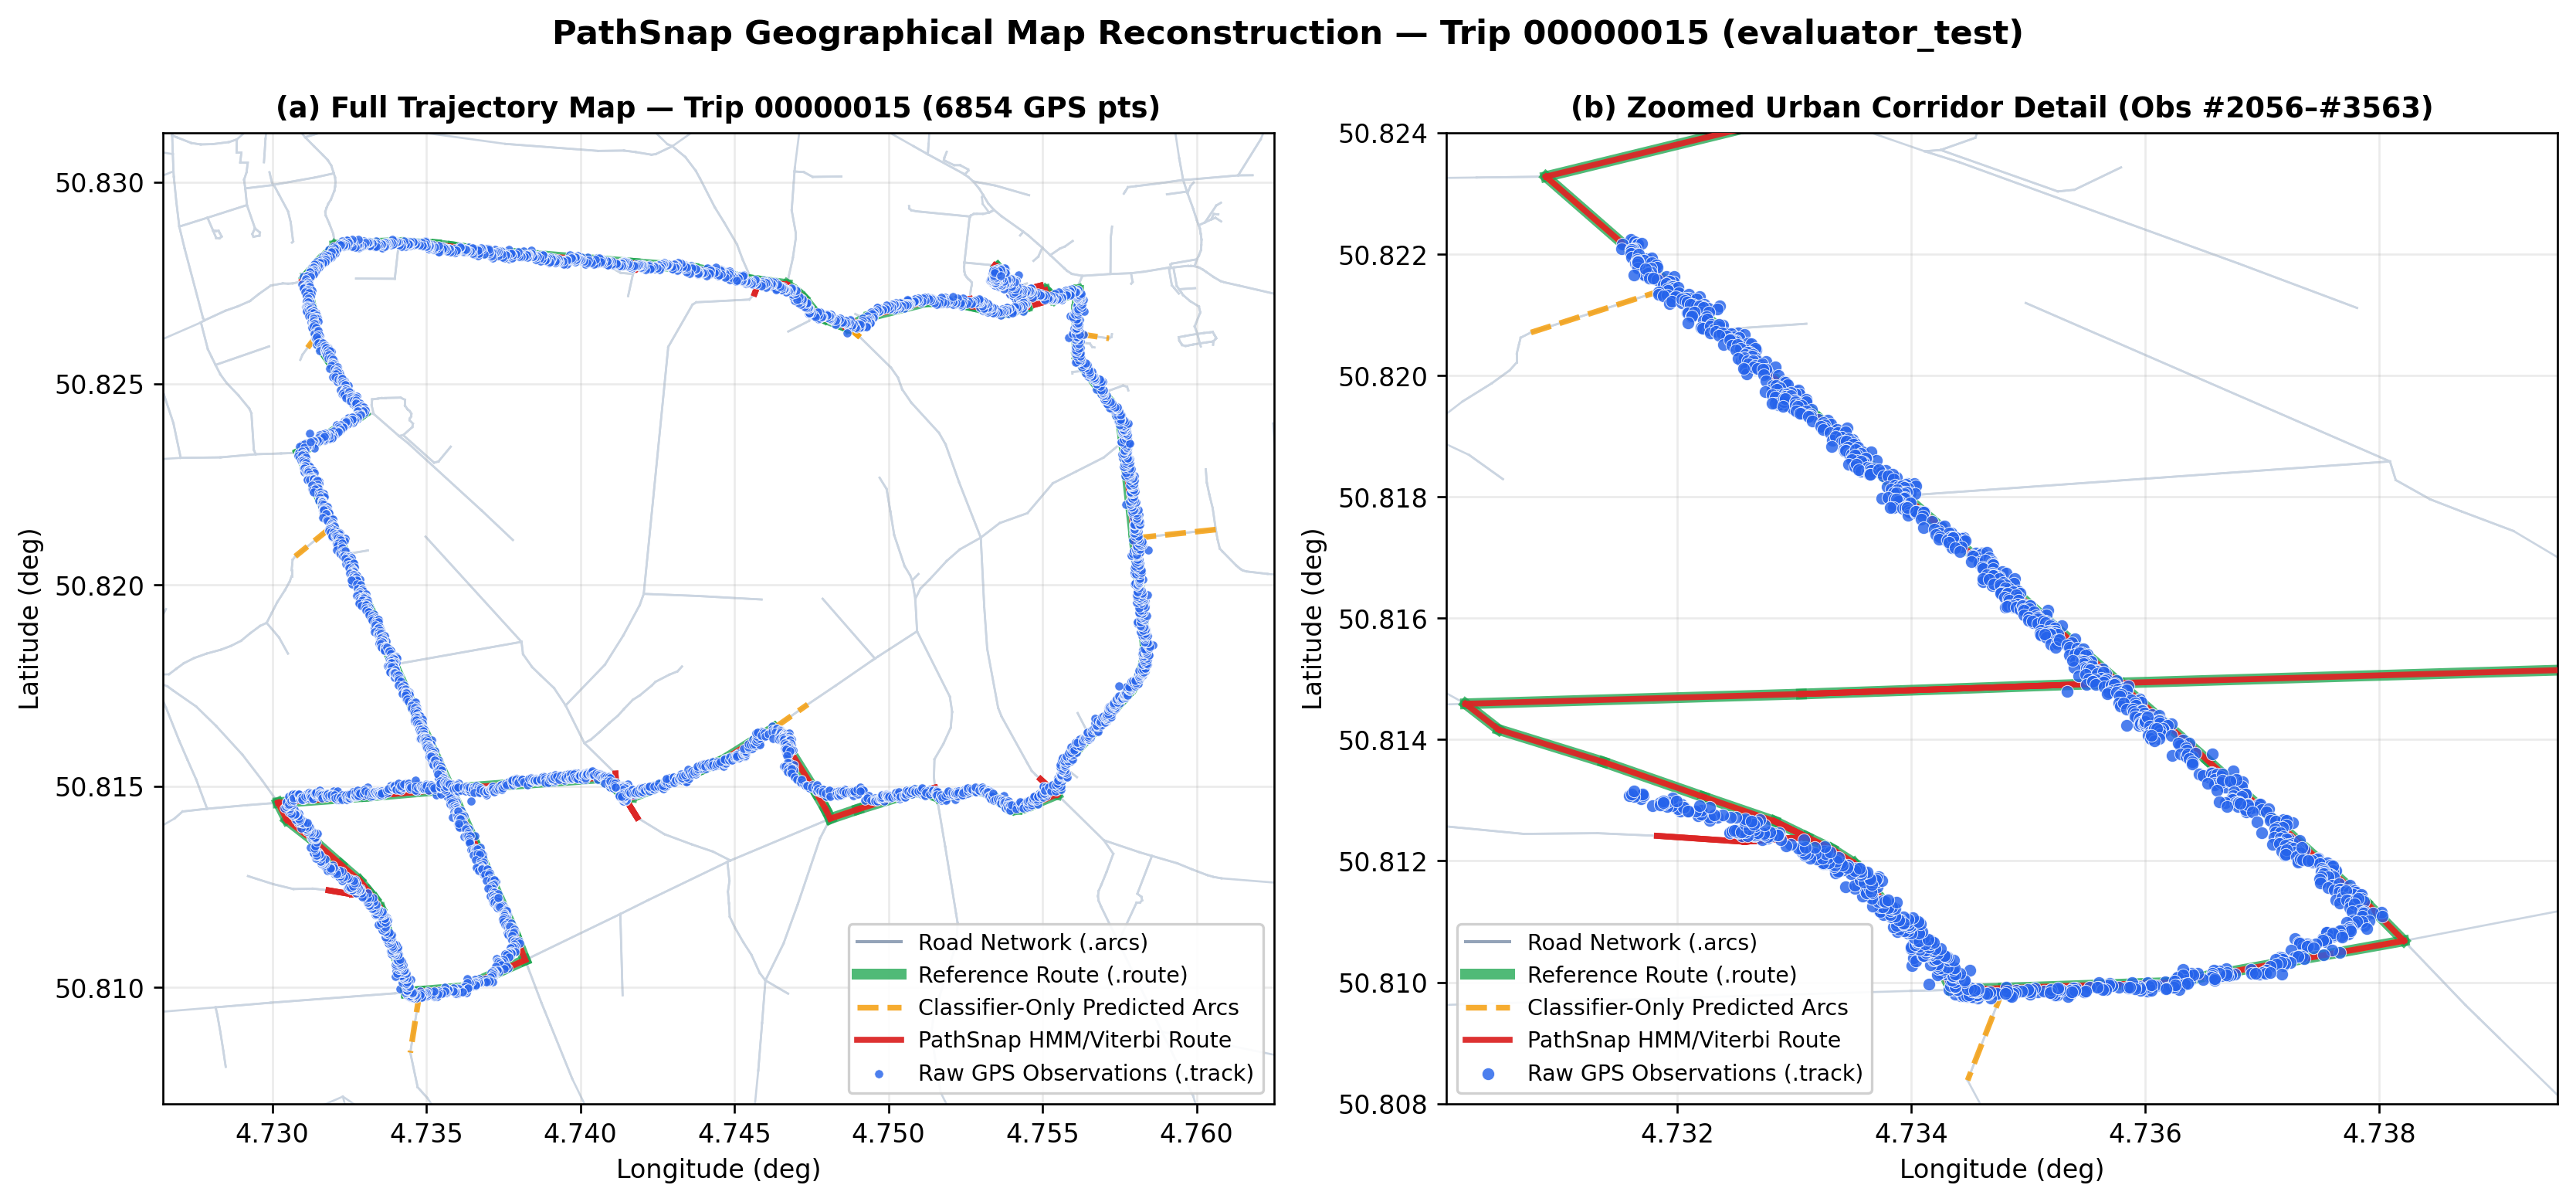 PathSnap Geographical Map Reconstruction — Trip 00000015 (evaluator_test)
(a) Full Trajectory Map — Trip 00000015 (6854 GPS pts)
50.830
50.825
50.820
50.815
50.810
Latitude (deg)
4.730
4.735
4.740
4.745
4.750
4.755
4.760
Longitude (deg)
Road Network (.arcs)
Reference Route (.route)
Classifier-Only Predicted Arcs
PathSnap HMM/Viterbi Route
Raw GPS Observations (.track)
(b) Zoomed Urban Corridor Detail (Obs #2056–#3563)
50.824
50.822
50.820
50.818
50.816
50.814
50.812
50.810
50.808
Latitude (deg)
4.732
4.734
4.736
4.738
Longitude (deg)
Road Network (.arcs)
Reference Route (.route)
Classifier-Only Predicted Arcs
PathSnap HMM/Viterbi Route
Raw GPS Observations (.track)